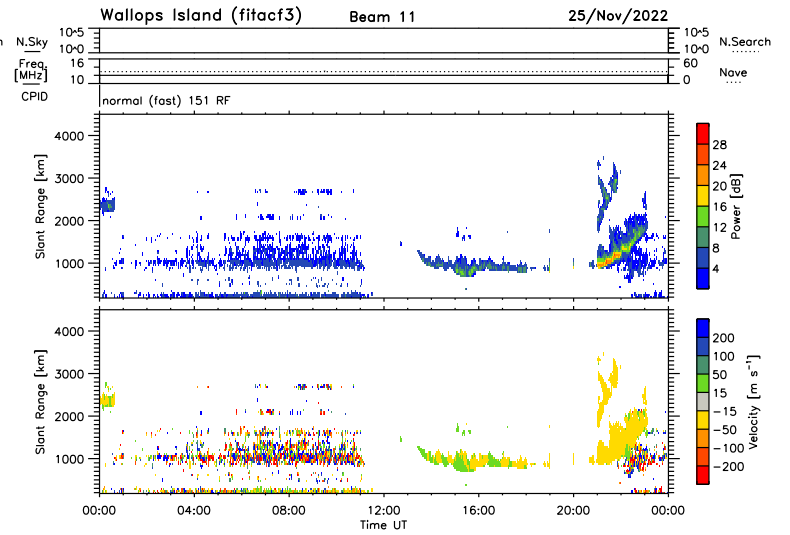 Wallops Island (fitacf3) Beam 11 25/Nov/2022
10^5 10^5
N.Sky N.Search
10^0 10^0
Freq. 16 60
[MHz] Nave
12 0
CPID normal (fast) 151 RF
4000
3000
2000
1000
Slant Range [km]
28
24
20
16
12
8
4
Power [dB]
4000
3000
2000
1000
Slant Range [km]
200
100
50
15
-15
-50
-100
-200
Velocity [m s⁻¹]
00:00 04:00 08:00 12:00 16:00 20:00 00:00
Time UT